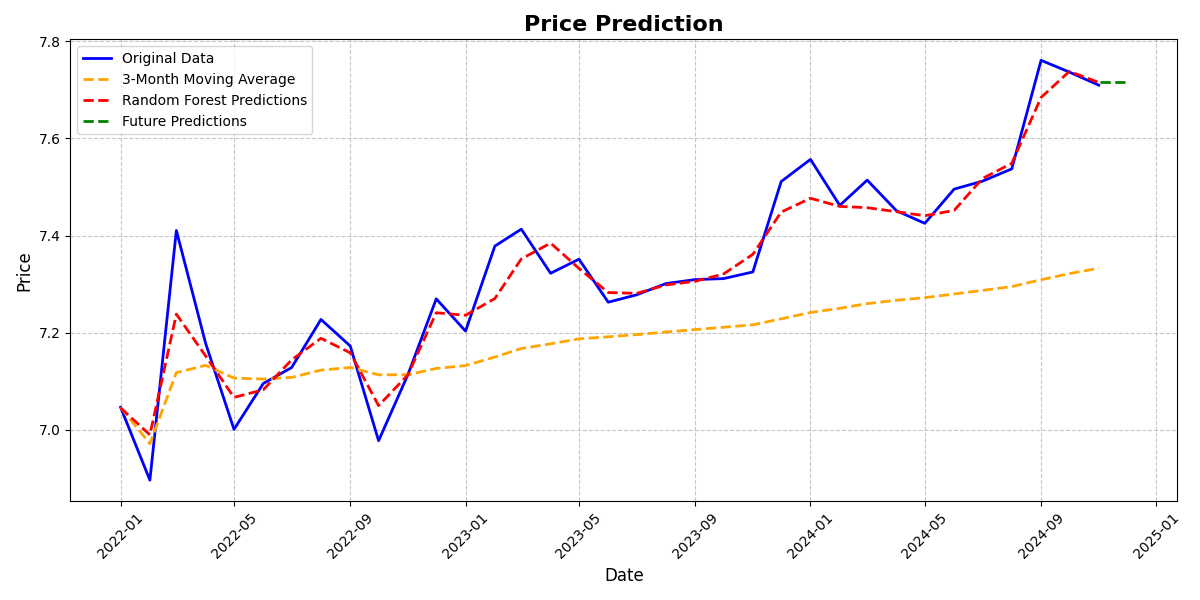 Price Prediction
Original Data
3-Month Moving Average
Random Forest Predictions
Future Predictions
7.8
7.6
7.4
7.2
7.0
Price
2022-01
2022-05
2022-09
2023-01
2023-05
2023-09
2024-01
2024-05
2024-09
2025-01
Date